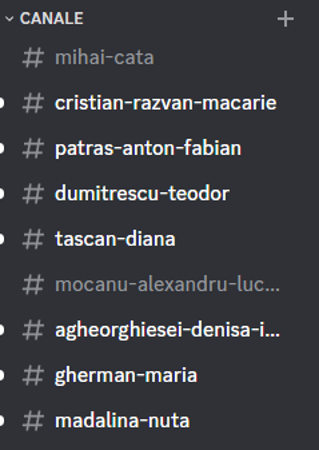 CANALE
# mihai-cata
# cristian-razvan-macarie
# patras-anton-fabian
# dumitrescu-teodor
# tascan-diana
# mocanu-alexandru-luc...
# agheorghiesei-denisa-i...
# gherman-maria
# madalina-nuta